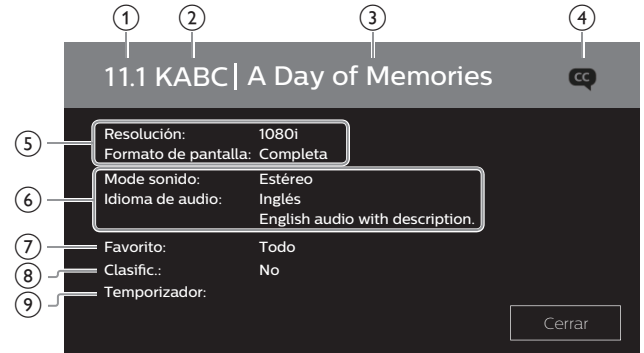 1 2 3 4
11.1 KABC | A Day of Memories
CC
5
Resolución: 1080i
Formato de pantalla: Completa
6
Mode sonido: Estéreo
Idioma de audio: Inglés
English audio with description.
7 Favorito: Todo
8 Clasific.: No
9 Temporizador:
Cerrar